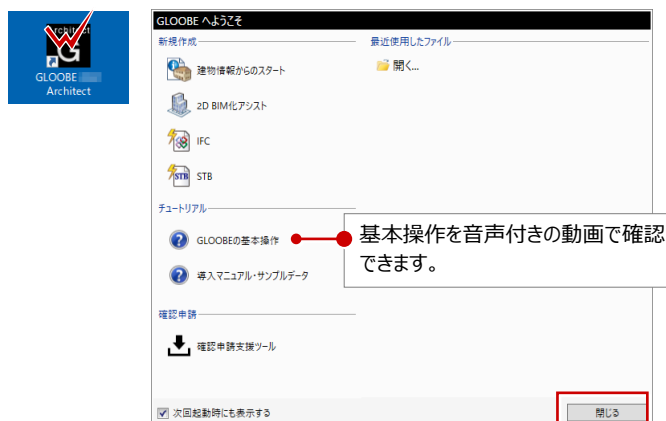 Architect
G
GLOOBE
Architect
GLOOBE へようこそ
新規作成
最近使用したファイル
建物情報からのスタート
開く...
2D BIM化アシスト
IFC
STB
STB
チュートリアル
GLOOBEの基本操作
基本操作を音声付きの動画で確認
できます。
導入マニュアル・サンプルデータ
確認申請
確認申請支援ツール
次回起動時にも表示する
閉じる